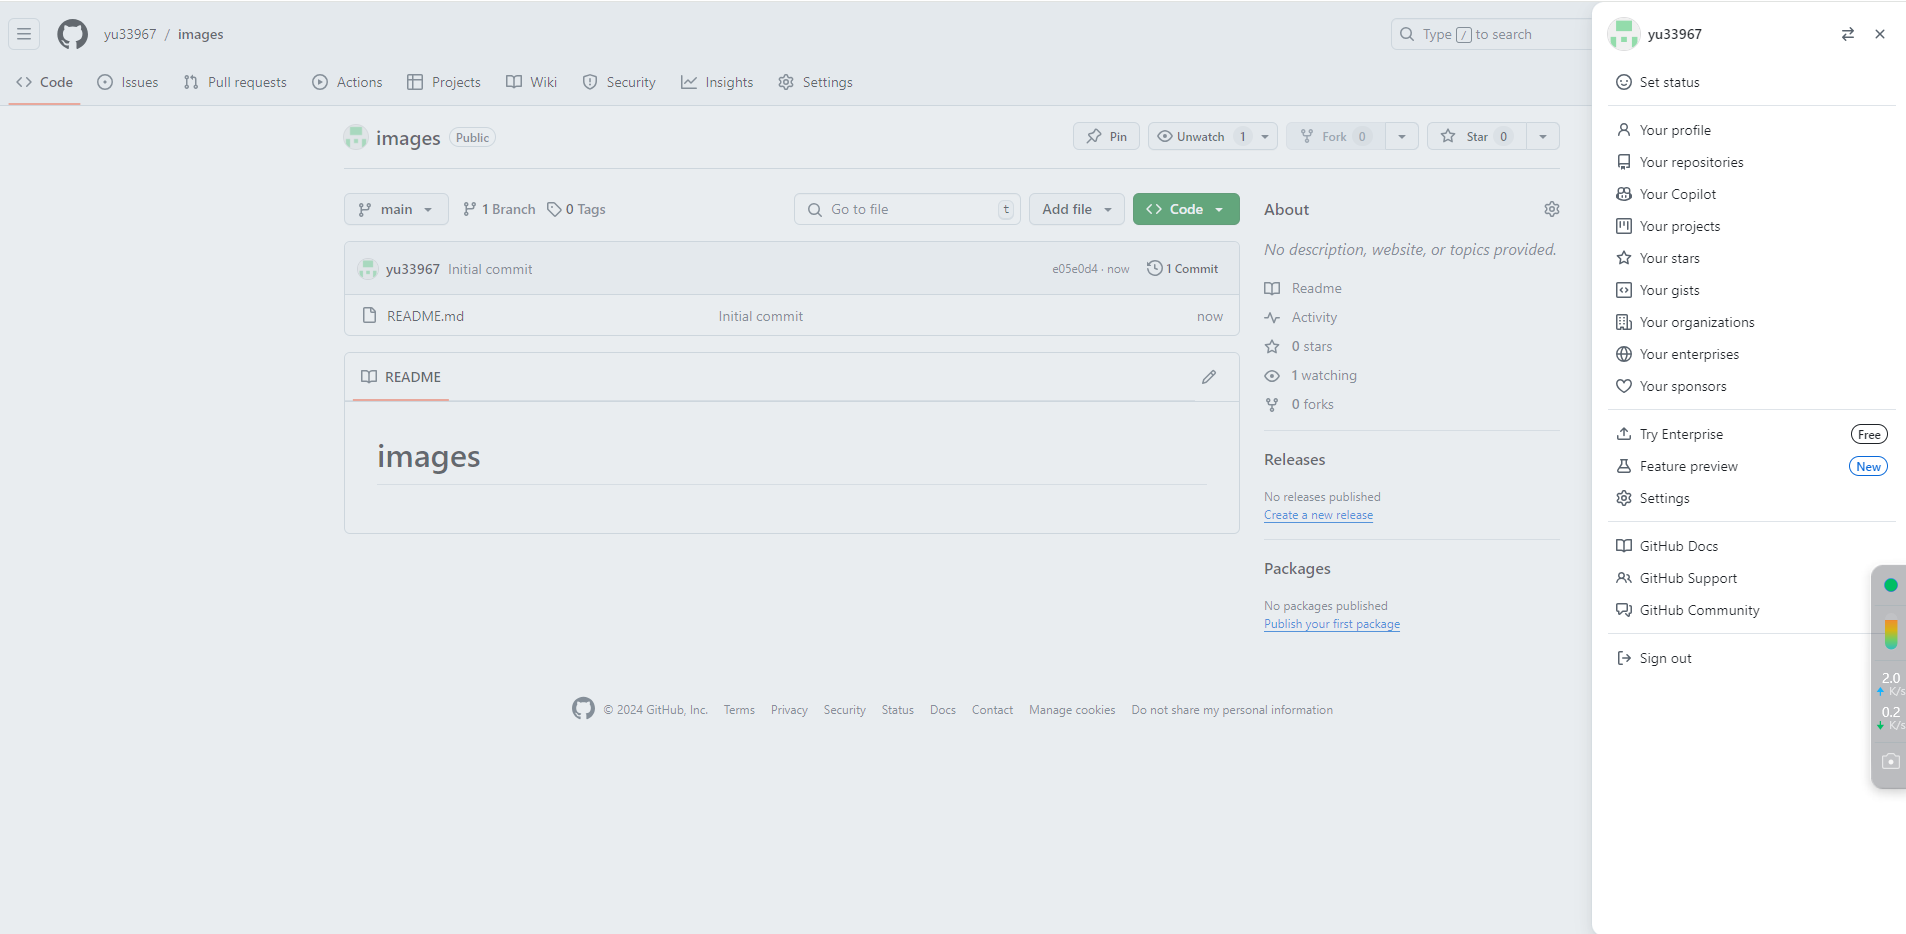 yu33967 / images
Type / to search
Code Issues Pull requests Actions Projects Wiki Security Insights Settings
images Public
Pin Unwatch 1 Fork 0 Star 0
main 1 Branch 0 Tags Go to file t Add file Code
yu33967 Initial commit e05e0d4 · now 1 Commit
README.md Initial commit now
README
images
About
No description, website, or topics provided.
Readme
Activity
0 stars
1 watching
0 forks
Releases
No releases published
Create a new release
Packages
No packages published
Publish your first package
© 2024 GitHub, Inc. Terms Privacy Security Status Docs Contact Manage cookies Do not share my personal information
yu33967
Set status
Your profile
Your repositories
Your Copilot
Your projects
Your stars
Your gists
Your organizations
Your enterprises
Your sponsors
Try Enterprise Free
Feature preview New
Settings
GitHub Docs
GitHub Support
GitHub Community
Sign out
2.0
K/s
0.2
K/s